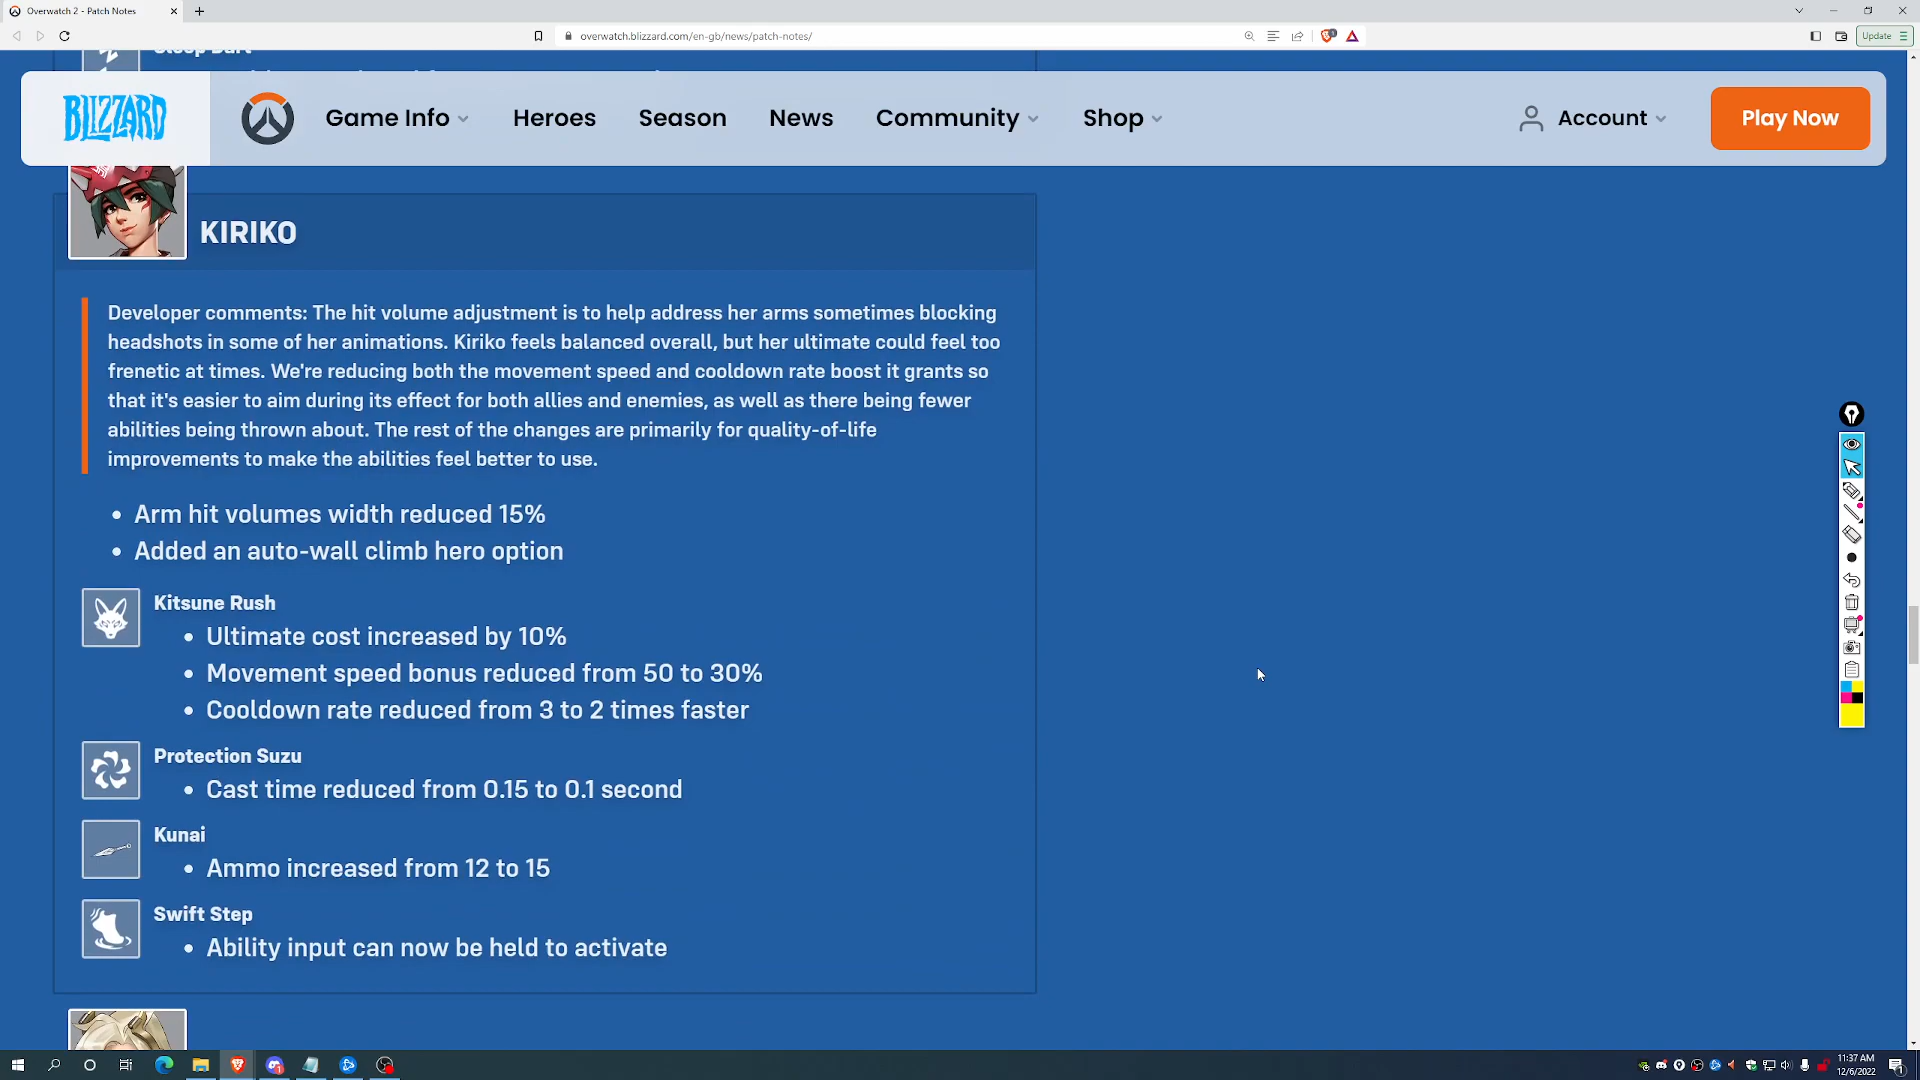 Overwatch 2 - Patch Notes
overwatch.blizzard.com/en-gb/news/patch-notes/
Update
Sleep Dart
BLIZZARD
Game Info
Heroes
Season
News
Community
Shop
Account
Play Now
KIRIKO
Developer comments: The hit volume adjustment is to help address her arms sometimes blocking
headshots in some of her animations. Kiriko feels balanced overall, but her ultimate could feel too
frenetic at times. We're reducing both the movement speed and cooldown rate boost it grants so
that it's easier to aim during its effect for both allies and enemies, as well as there being fewer
abilities being thrown about. The rest of the changes are primarily for quality-of-life
improvements to make the abilities feel better to use.
• Arm hit volumes width reduced 15%
• Added an auto-wall climb hero option
Kitsune Rush
• Ultimate cost increased by 10%
• Movement speed bonus reduced from 50 to 30%
• Cooldown rate reduced from 3 to 2 times faster
Protection Suzu
• Cast time reduced from 0.15 to 0.1 second
Kunai
• Ammo increased from 12 to 15
Swift Step
• Ability input can now be held to activate
11:37 AM
12/6/2022